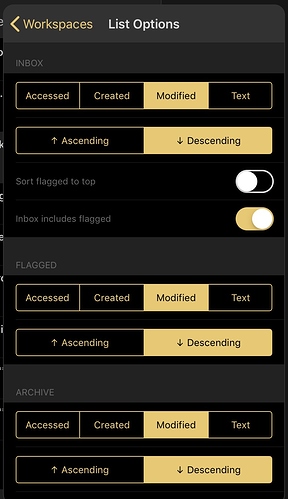 Workspaces List Options
INBOX
Accessed Created Modified Text
↑ Ascending ↓ Descending
Sort flagged to top
Inbox includes flagged
FLAGGED
Accessed Created Modified Text
↑ Ascending ↓ Descending
ARCHIVE
Accessed Created Modified Text
↑ Ascending ↓ Descending